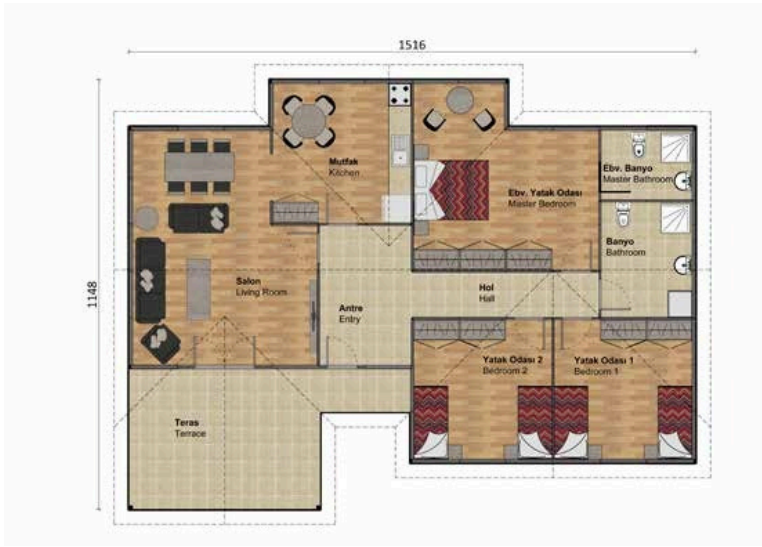 1516
1148
Mutfak
Kitchen
Ebv. Yatak Odası
Master Bedroom
Ebv. Banyo
Master Bathroom
Banyo
Bathroom
Salon
Living Room
Antre
Entry
Hol
Hall
Yatak Odası 2
Bedroom 2
Yatak Odası 1
Bedroom 1
Teras
Terrace